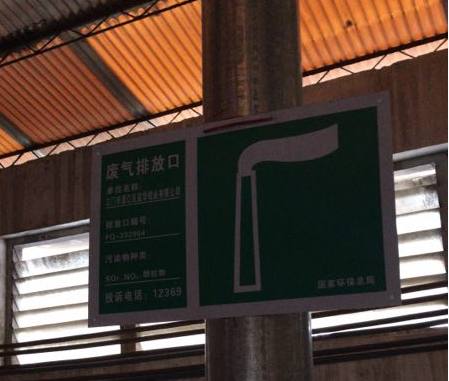 废气排放口
单位名称:
排放口编号:
FQ-232904
污染物种类:
SO₂ NOₓ 颗粒物
投诉电话: 12369
国家环保总局